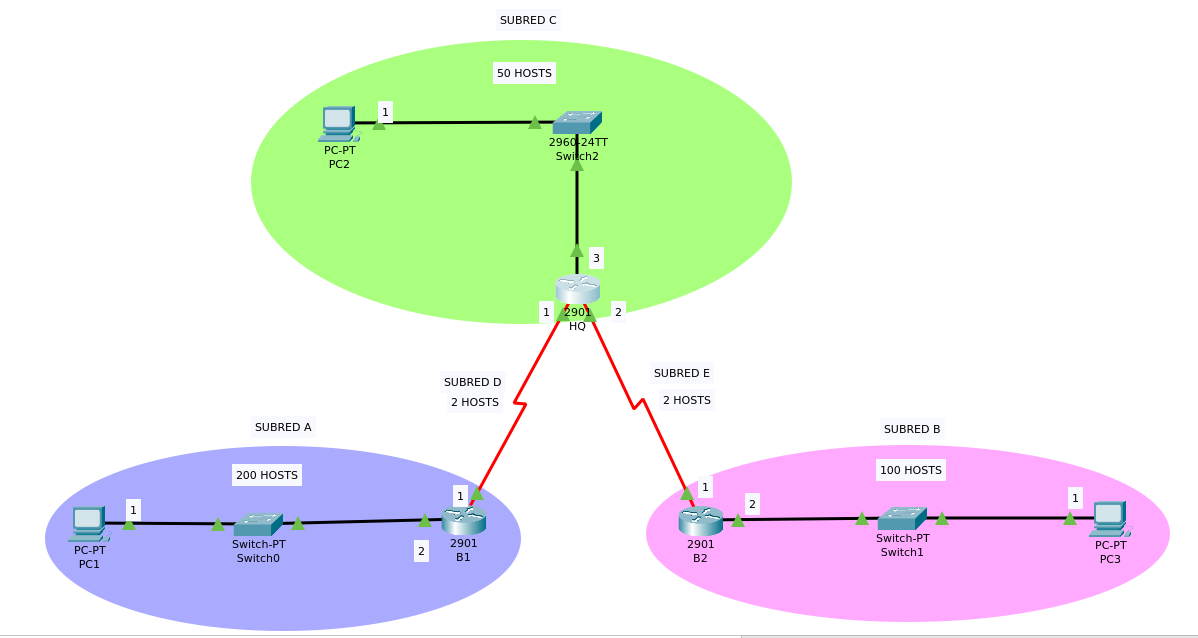 SUBRED C
50 HOSTS
1
2960-24TT
Switch2
PC-PT
PC2
3
1
2901
2
HQ
SUBRED D
2 HOSTS
SUBRED E
2 HOSTS
SUBRED A
200 HOSTS
1
1
PC-PT
PC1
Switch-PT
Switch0
2
2901
B1
SUBRED B
100 HOSTS
1
2
1
2901
B2
Switch-PT
Switch1
PC-PT
PC3